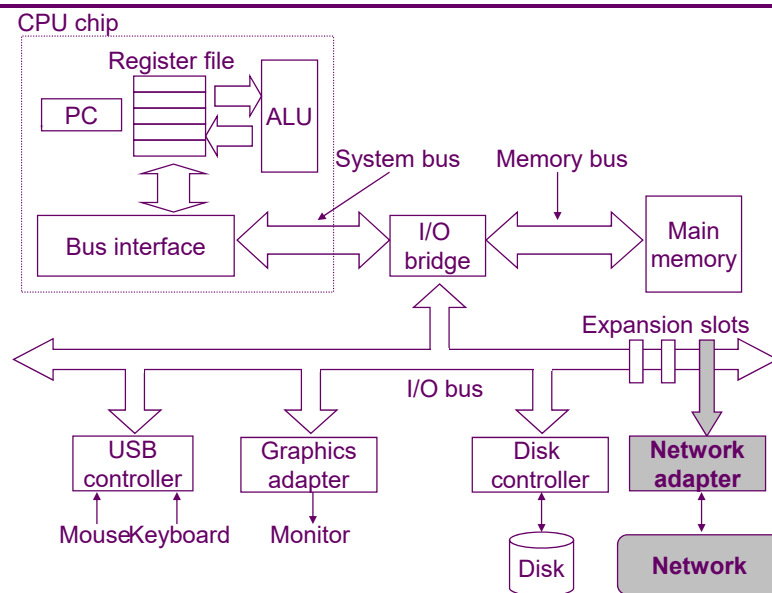 CPU chip
Register file
PC
ALU
System bus
Memory bus
Bus interface
I/O
bridge
Main
memory
Expansion slots
I/O bus
USB
controller
Graphics
adapter
Disk
controller
Network
adapter
Mouse
Keyboard
Monitor
Disk
Network